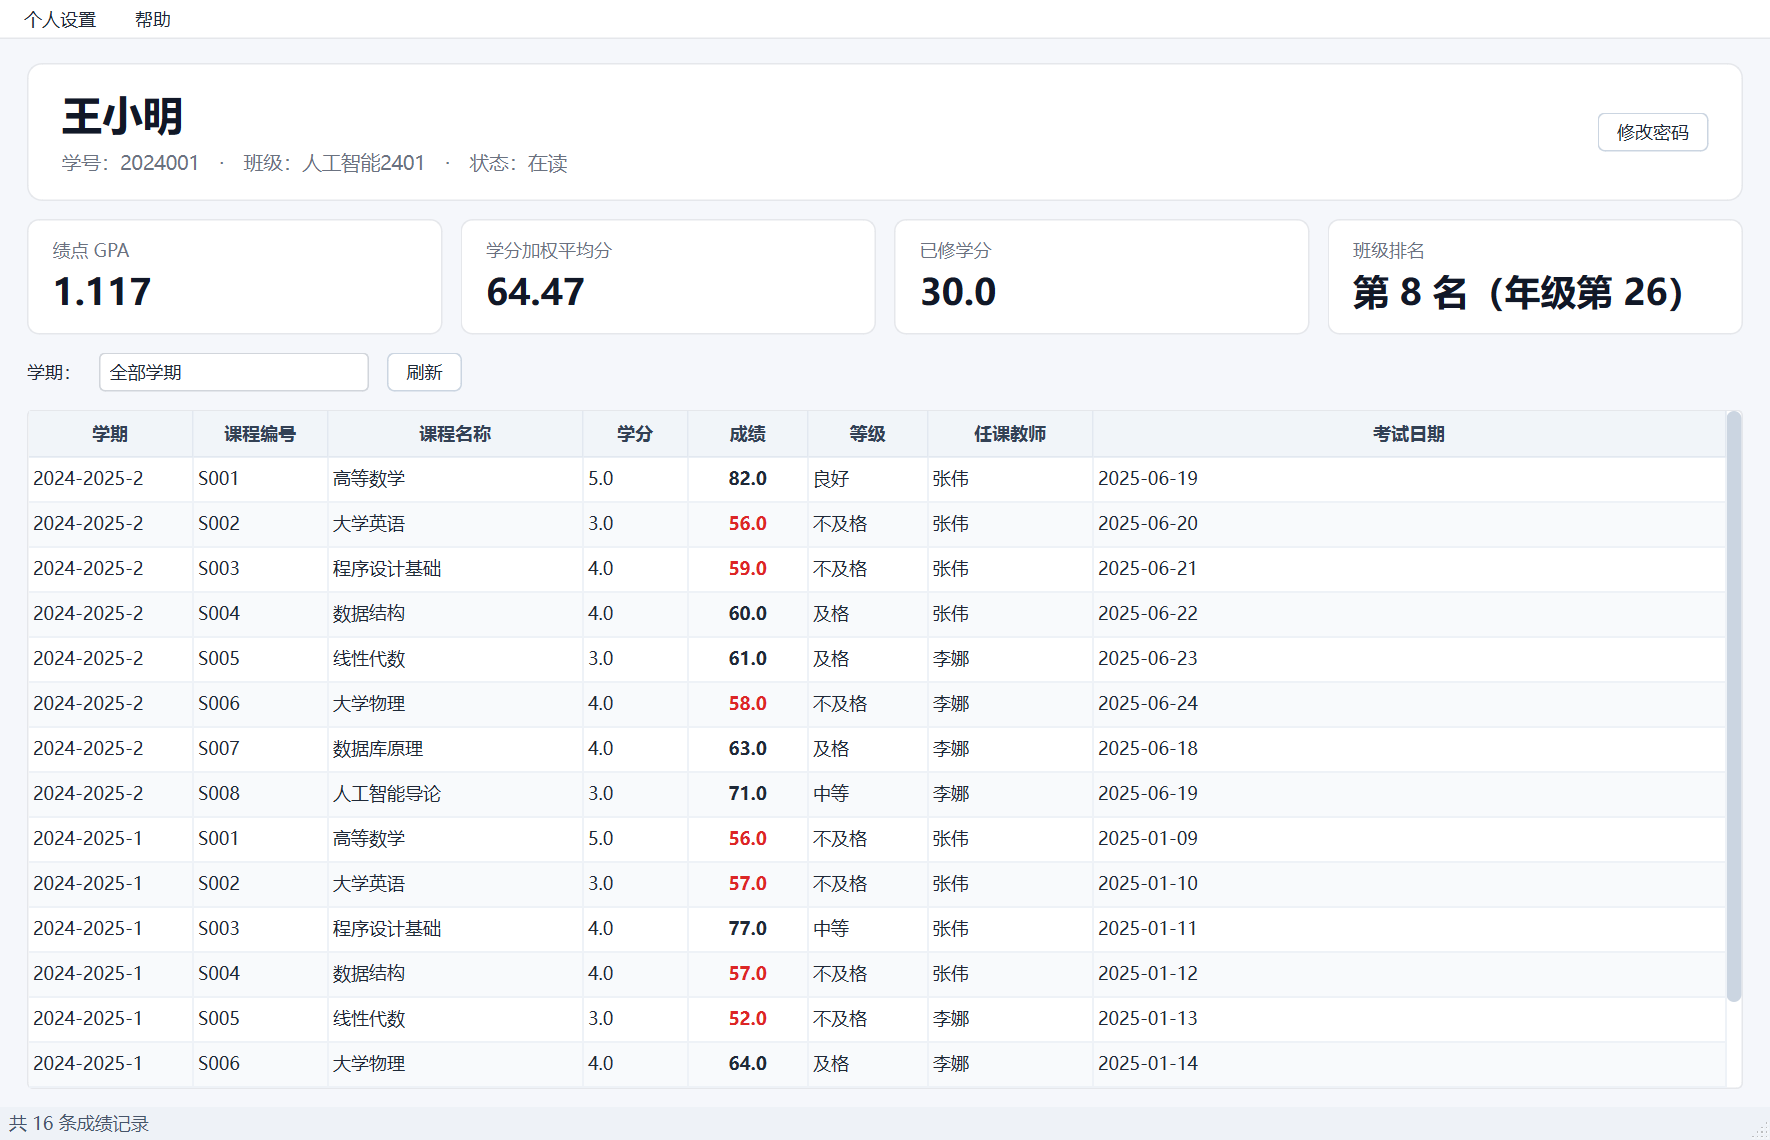 个人设置 帮助
王小明
学号：2024001 · 班级：人工智能2401 · 状态：在读
修改密码
绩点 GPA
1.117
学分加权平均分
64.47
已修学分
30.0
班级排名
第 8 名（年级第 26）
学期： 全部学期 刷新
学期 课程编号 课程名称 学分 成绩 等级 任课教师 考试日期
2024-2025-2 S001 高等数学 5.0 82.0 良好 张伟 2025-06-19
2024-2025-2 S002 大学英语 3.0 56.0 不及格 张伟 2025-06-20
2024-2025-2 S003 程序设计基础 4.0 59.0 不及格 张伟 2025-06-21
2024-2025-2 S004 数据结构 4.0 60.0 及格 张伟 2025-06-22
2024-2025-2 S005 线性代数 3.0 61.0 及格 李娜 2025-06-23
2024-2025-2 S006 大学物理 4.0 58.0 不及格 李娜 2025-06-24
2024-2025-2 S007 数据库原理 4.0 63.0 及格 李娜 2025-06-18
2024-2025-2 S008 人工智能导论 3.0 71.0 中等 李娜 2025-06-19
2024-2025-1 S001 高等数学 5.0 56.0 不及格 张伟 2025-01-09
2024-2025-1 S002 大学英语 3.0 57.0 不及格 张伟 2025-01-10
2024-2025-1 S003 程序设计基础 4.0 77.0 中等 张伟 2025-01-11
2024-2025-1 S004 数据结构 4.0 57.0 不及格 张伟 2025-01-12
2024-2025-1 S005 线性代数 3.0 52.0 不及格 李娜 2025-01-13
2024-2025-1 S006 大学物理 4.0 64.0 及格 李娜 2025-01-14
共 16 条成绩记录